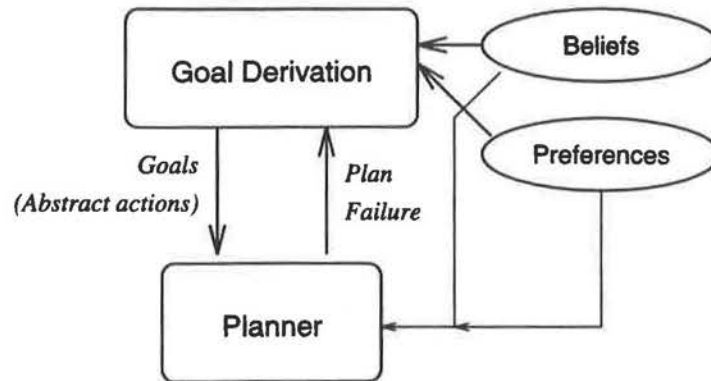 Beliefs
Goal Derivation
Preferences
Goals
(Abstract actions)
Plan
Failure
Planner